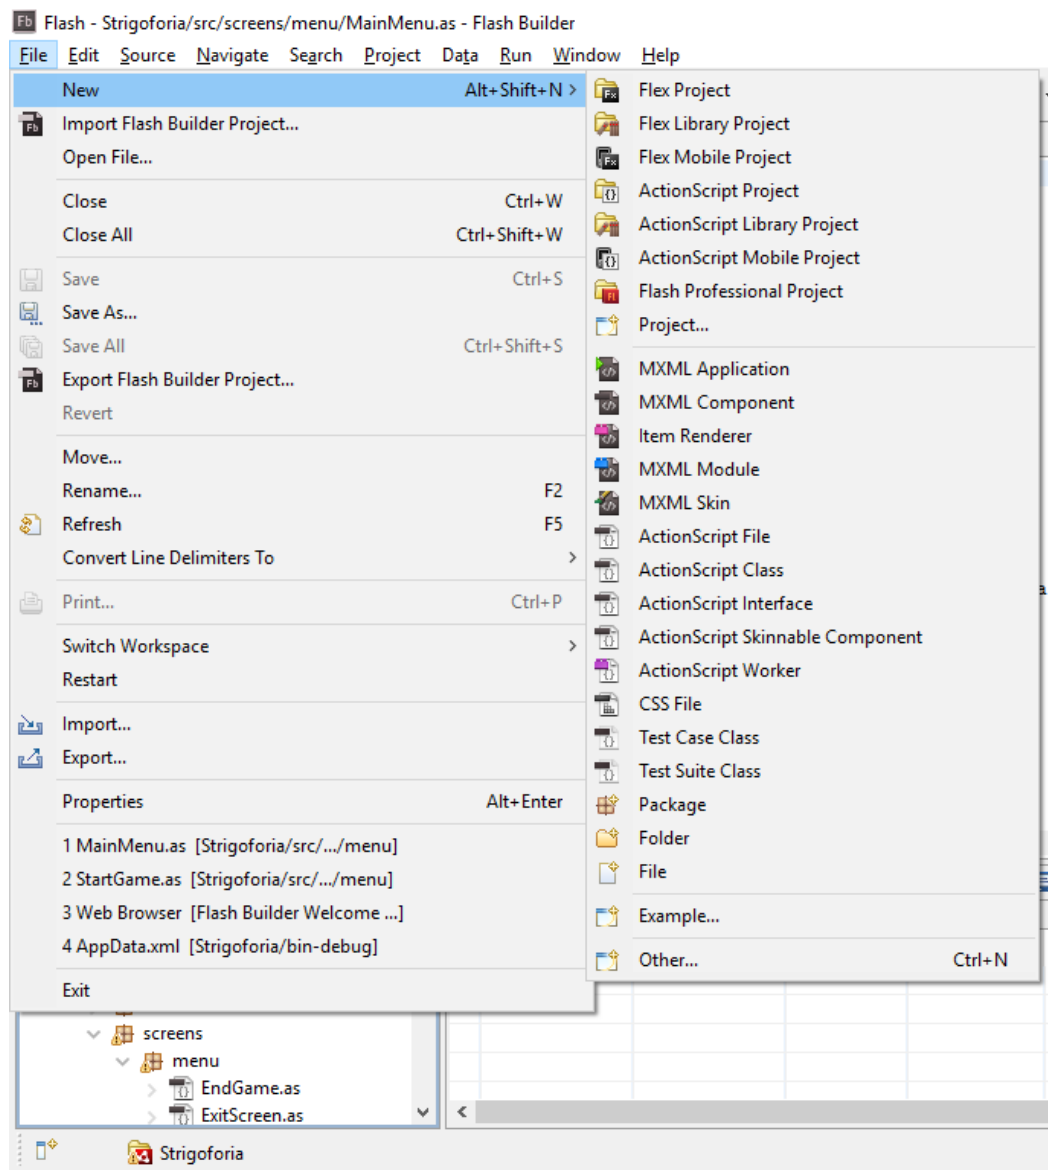 Fb Flash - Strigoforia/src/screens/menu/MainMenu.as - Flash Builder
File Edit Source Navigate Search Project Data Run Window Help
New Alt+Shift+N >
Import Flash Builder Project...
Open File...
Close Ctrl+W
Close All Ctrl+Shift+W
Save Ctrl+S
Save As...
Save All Ctrl+Shift+S
Export Flash Builder Project...
Revert
Move...
Rename... F2
Refresh F5
Convert Line Delimiters To >
Print... Ctrl+P
Switch Workspace >
Restart
Import...
Export...
Properties Alt+Enter
1 MainMenu.as [Strigoforia/src/.../menu]
2 StartGame.as [Strigoforia/src/.../menu]
3 Web Browser [Flash Builder Welcome ...]
4 AppData.xml [Strigoforia/bin-debug]
Exit
Flex Project
Flex Library Project
Flex Mobile Project
ActionScript Project
ActionScript Library Project
ActionScript Mobile Project
Flash Professional Project
Project...
MXML Application
MXML Component
Item Renderer
MXML Module
MXML Skin
ActionScript File
ActionScript Class
ActionScript Interface
ActionScript Skinnable Component
ActionScript Worker
CSS File
Test Case Class
Test Suite Class
Package
Folder
File
Example...
Other... Ctrl+N
screens
menu
EndGame.as
ExitScreen.as
Strigoforia